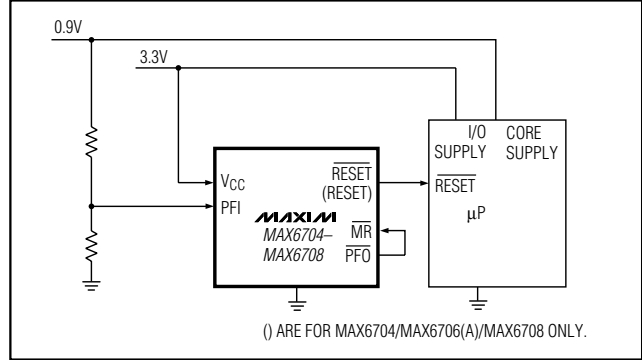 0.9V
3.3V
I/O SUPPLY
CORE SUPPLY
VCC
PFI
RESET
(RESET)
MAXIM
MAX6704–
MAX6708
MR
PFO
RESET
µP
() ARE FOR MAX6704/MAX6706(A)/MAX6708 ONLY.